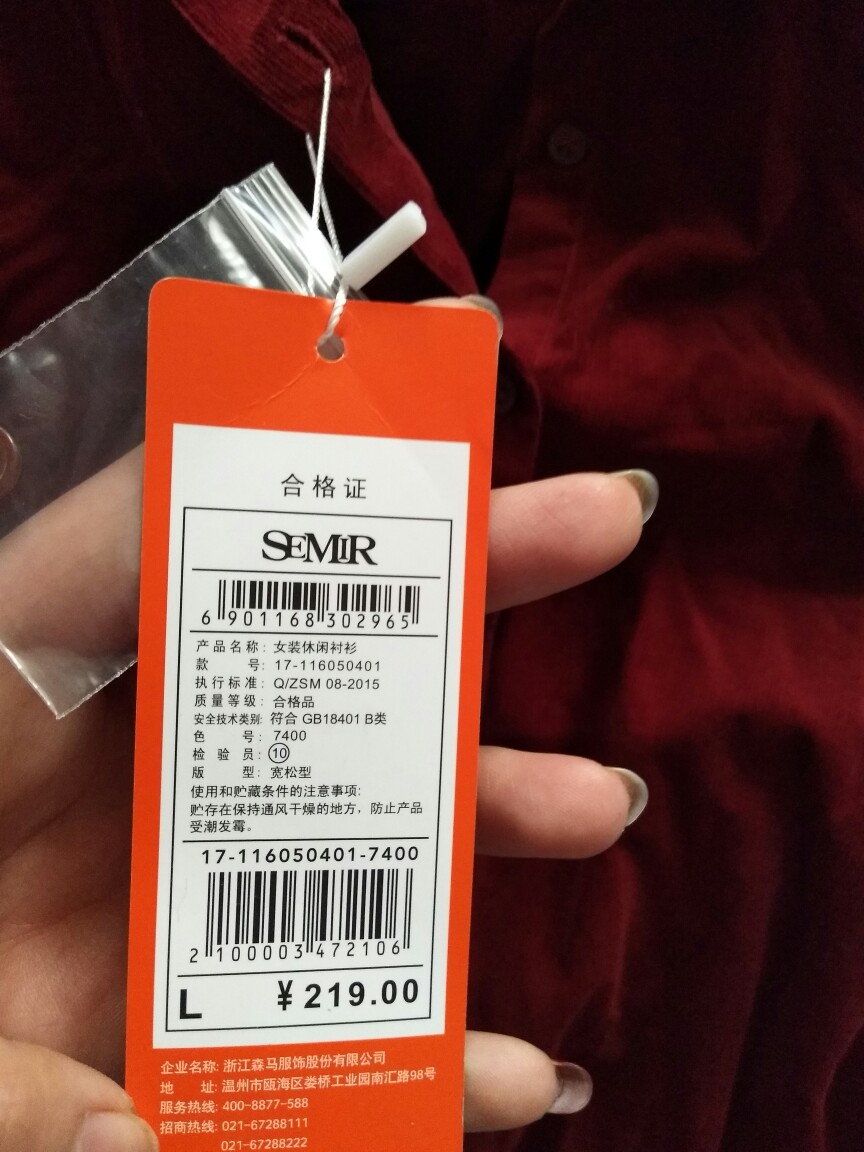 合格证
SEMIR
6 901168 302965
产品名称: 女装休闲衬衫
款号: 17-116050401
执行标准: Q/ZSM 08-2015
质量等级: 合格品
安全技术类别: 符合 GB18401 B类
色号: 7400
检验员: ⑩
版型: 宽松型
使用和贮藏条件的注意事项:
贮存在保持通风干燥的地方，防止产品
受潮发霉。
17-116050401-7400
2 100003 472106
L ¥219.00
企业名称: 浙江森马服饰股份有限公司
地址: 温州市瓯海区娄桥工业园南汇路98号
服务热线: 400-8877-588
招商热线: 021-67288111
021-67288222